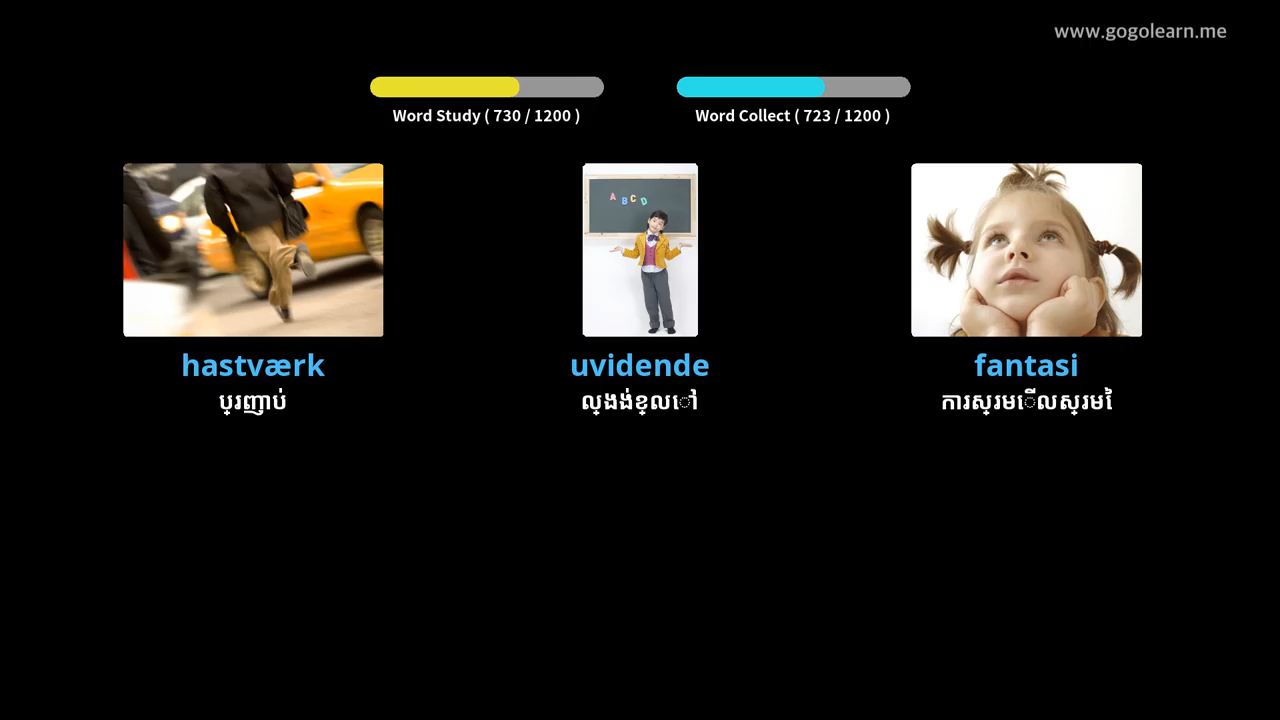 www.gogolearn.me
Word Study ( 730 / 1200 )
Word Collect ( 723 / 1200 )
A B C D
hastværk
uvidende
fantasi
ប្រញាប់
ល្ងង់ខ្លៅ
ការស្រមើលស្រមៃ